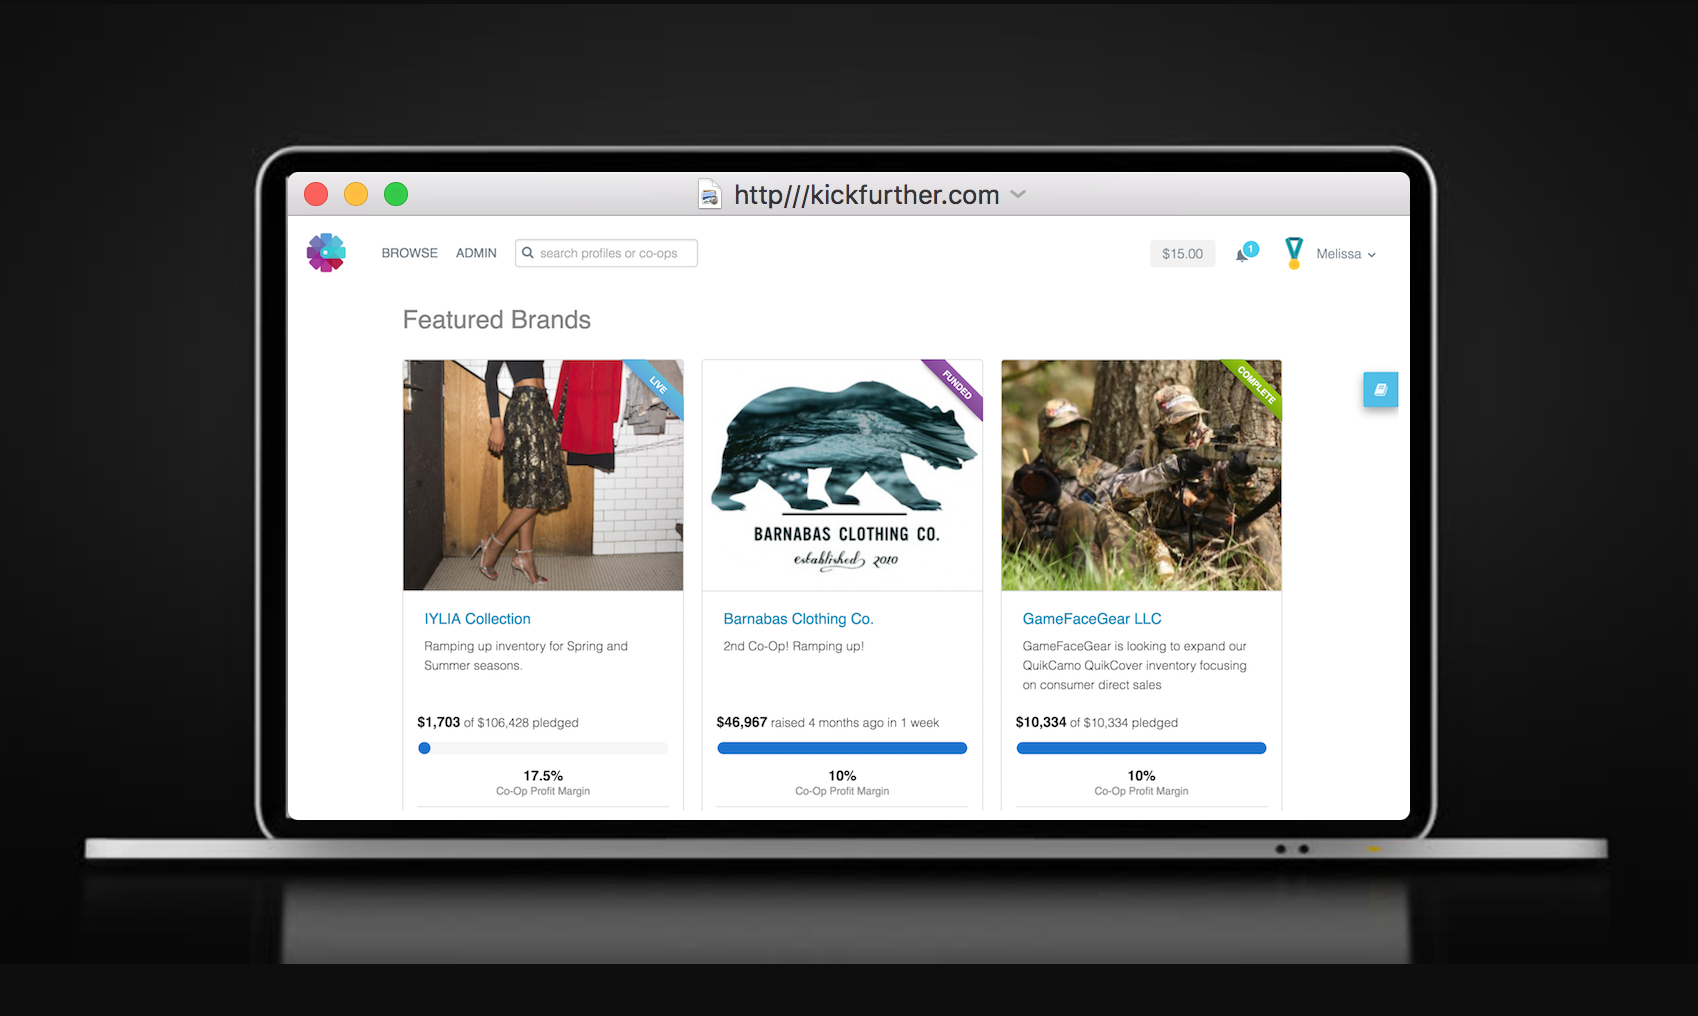 http///kickfurther.com
BROWSE ADMIN search profiles or co-ops $15.00 1 Melissa
Featured Brands
LIVE
FUNDED
COMPLETE
BARNABAS CLOTHING CO.
established 2010
IYLIA Collection
Ramping up inventory for Spring and
Summer seasons.
$1,703 of $106,428 pledged
17.5%
Co-Op Profit Margin
Barnabas Clothing Co.
2nd Co-Op! Ramping up!
$46,967 raised 4 months ago in 1 week
10%
Co-Op Profit Margin
GameFaceGear LLC
GameFaceGear is looking to expand our
QuikCamo QuikCover inventory focusing
on consumer direct sales
$10,334 of $10,334 pledged
10%
Co-Op Profit Margin